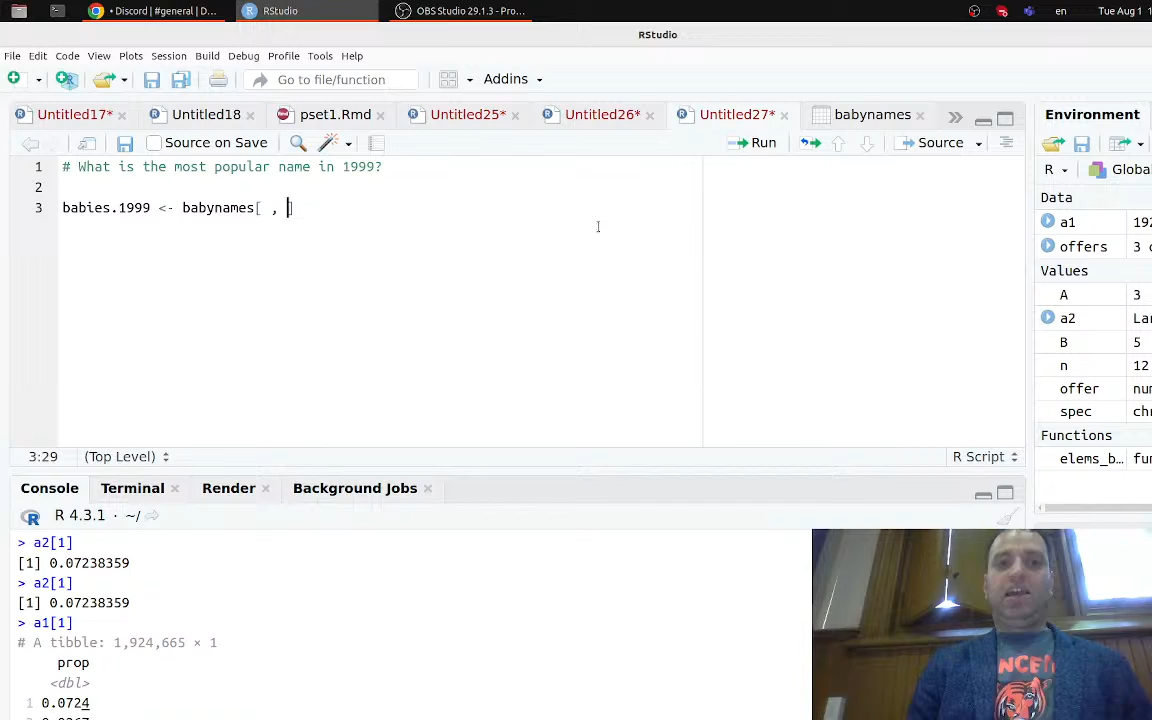 • Discord | #general | D...
RStudio
OBS Studio 29.1.3 - Pro...
en
Tue Aug 1 1
RStudio
File Edit Code View Plots Session Build Debug Profile Tools Help
Go to file/function
Addins
Untitled17*
Untitled18
pset1.Rmd
Untitled25*
Untitled26*
Untitled27*
babynames
Source on Save
Run
Source
1 # What is the most popular name in 1999?
2
3 babies.1999 <- babynames[ , ]
3:29 (Top Level) R Script
Console Terminal Render Background Jobs
R 4.3.1 · ~/
> a2[1]
[1] 0.07238359
> a2[1]
[1] 0.07238359
> a1[1]
# A tibble: 1,924,665 × 1
prop
<dbl>
1 0.0724
Environment
R Globa
Data
a1 192
offers 3 o
Values
A 3
a2 Lar
B 5
n 12
offer num
spec chr
Functions
elems_b… fun
NCET